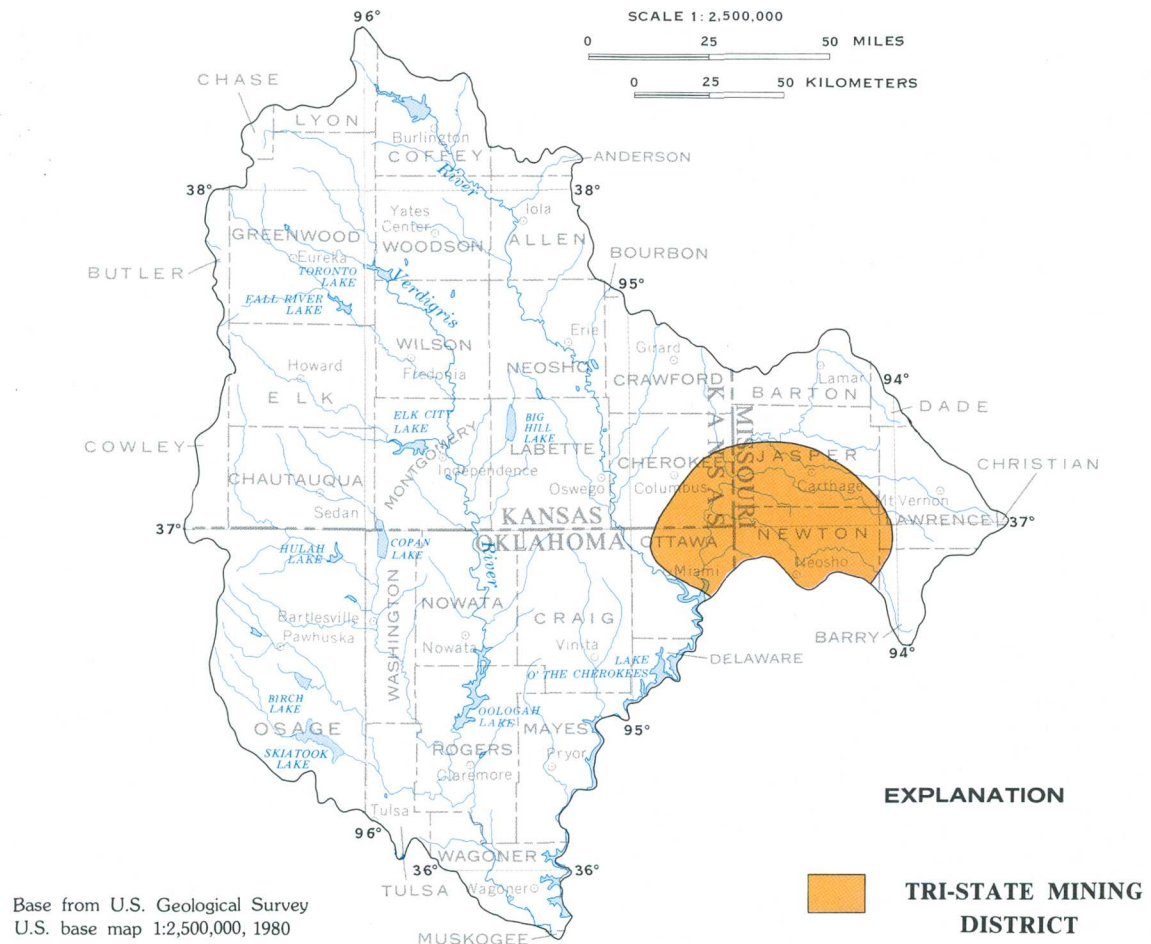 96°
SCALE 1: 2,500,000
0 25 50 MILES
0 25 50 KILOMETERS
CHASE
LYON
Burlington
COFFEY
ANDERSON
River
38°
38°
Yates
Center
Iola
GREENWOOD
WOODSON
ALLEN
Eureka
BOURBON
BUTLER
TORONTO
LAKE
Verdigris
95°
FALL RIVER
LAKE
Erie
WILSON
Girard
Howard
Fredonia
NEOSHO
CRAWFORD
Lamar
94°
BARTON
ELK
KANSAS
MISSOURI
DADE
ELK CITY
LAKE
BIG
HILL
LAKE
COWLEY
MONTGOMERY
LABETTE
JASPER
CHEROKEE
CHRISTIAN
Independence
CHAUTAUQUA
Oswego
Columbus
Carthage
Mt Vernon
Sedan
KANSAS
LAWRENCE
37°
37°
OKLAHOMA
OTTAWA
NEWTON
HULAH
LAKE
COPAN
LAKE
River
Miami
Neosho
WASHINGTON
NOWATA
CRAIG
Bartlesville
Pawhuska
Nowata
Vinita
BARRY
94°
LAKE
O' THE CHEROKEES
DELAWARE
BIRCH
LAKE
OOLOGAH
LAKE
OSAGE
MAYES
95°
SKIATOOK
LAKE
ROGERS
Pryor
Claremore
EXPLANATION
Tulsa
96°
WAGONER
36°
36°
TULSA
Wagoner
TRI-STATE MINING
DISTRICT
Base from U.S. Geological Survey
U.S. base map 1:2,500,000, 1980
MUSKOGEE